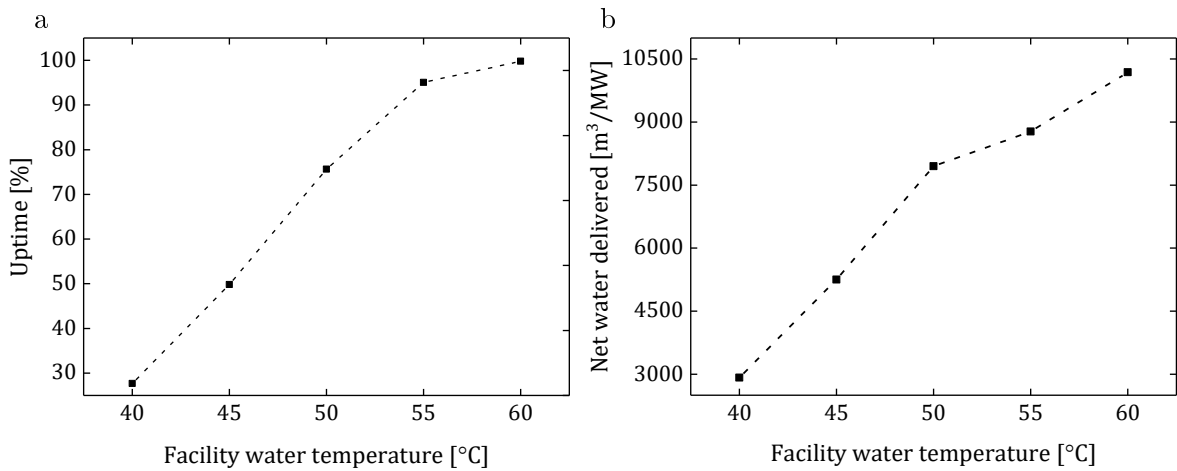 a
Uptime [%]
100
90
80
70
60
50
40
30
40 45 50 55 60
Facility water temperature [°C]
b
Net water delivered [m³/MW]
10500
9000
7500
6000
4500
3000
40 45 50 55 60
Facility water temperature [°C]